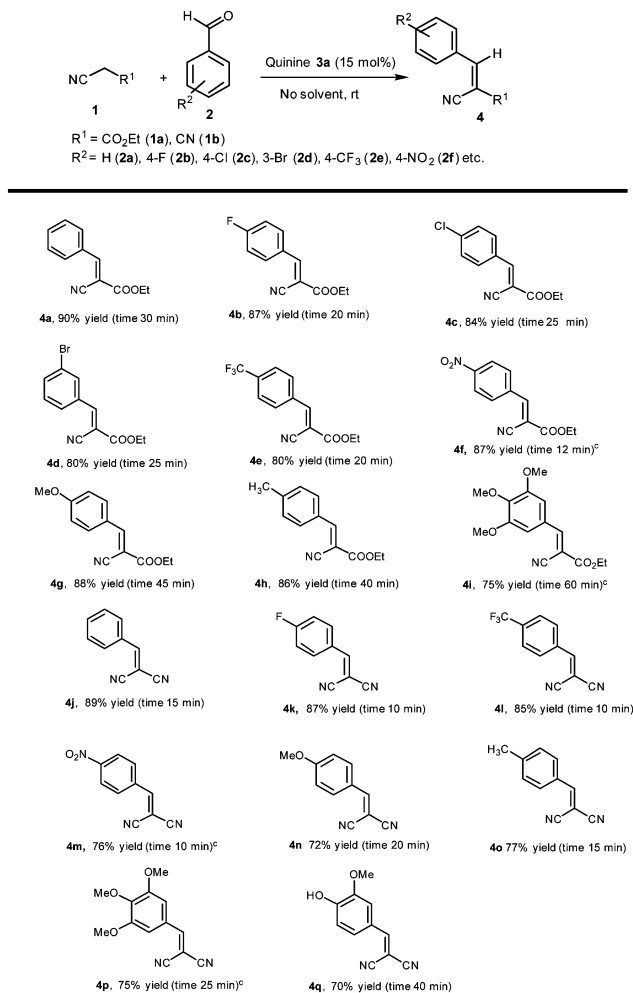 R2
H
O
NC
R1
1
+
R2
2
Quinine 3a (15 mol%)
No solvent, rt
R2
H
NC
R1
4
R1 = CO2Et (1a), CN (1b)
R2 = H (2a), 4-F (2b), 4-Cl (2c), 3-Br (2d), 4-CF3 (2e), 4-NO2 (2f) etc.
NC COOEt
4a, 90% yield (time 30 min)
F
NC COOEt
4b, 87% yield (time 20 min)
Cl
NC COOEt
4c, 84% yield (time 25 min)
Br
NC COOEt
4d, 80% yield (time 25 min)
F3C
NC COOEt
4e, 80% yield (time 20 min)
O2N
NC COOEt
4f, 87% yield (time 12 min)c
MeO
NC COOEt
4g, 88% yield (time 45 min)
H3C
NC COOEt
4h, 86% yield (time 40 min)
OMe
MeO
MeO
NC CO2Et
4i, 75% yield (time 60 min)c
NC CN
4j, 89% yield (time 15 min)
F
NC CN
4k, 87% yield (time 10 min)
F3C
NC CN
4l, 85% yield (time 10 min)
O2N
NC CN
4m, 76% yield (time 10 min)c
MeO
NC CN
4n 72% yield (time 20 min)
H3C
NC CN
4o 77% yield (time 15 min)
OMe
MeO
MeO
NC CN
4p, 75% yield (time 25 min)c
OMe
HO
NC CN
4q, 70% yield (time 40 min)